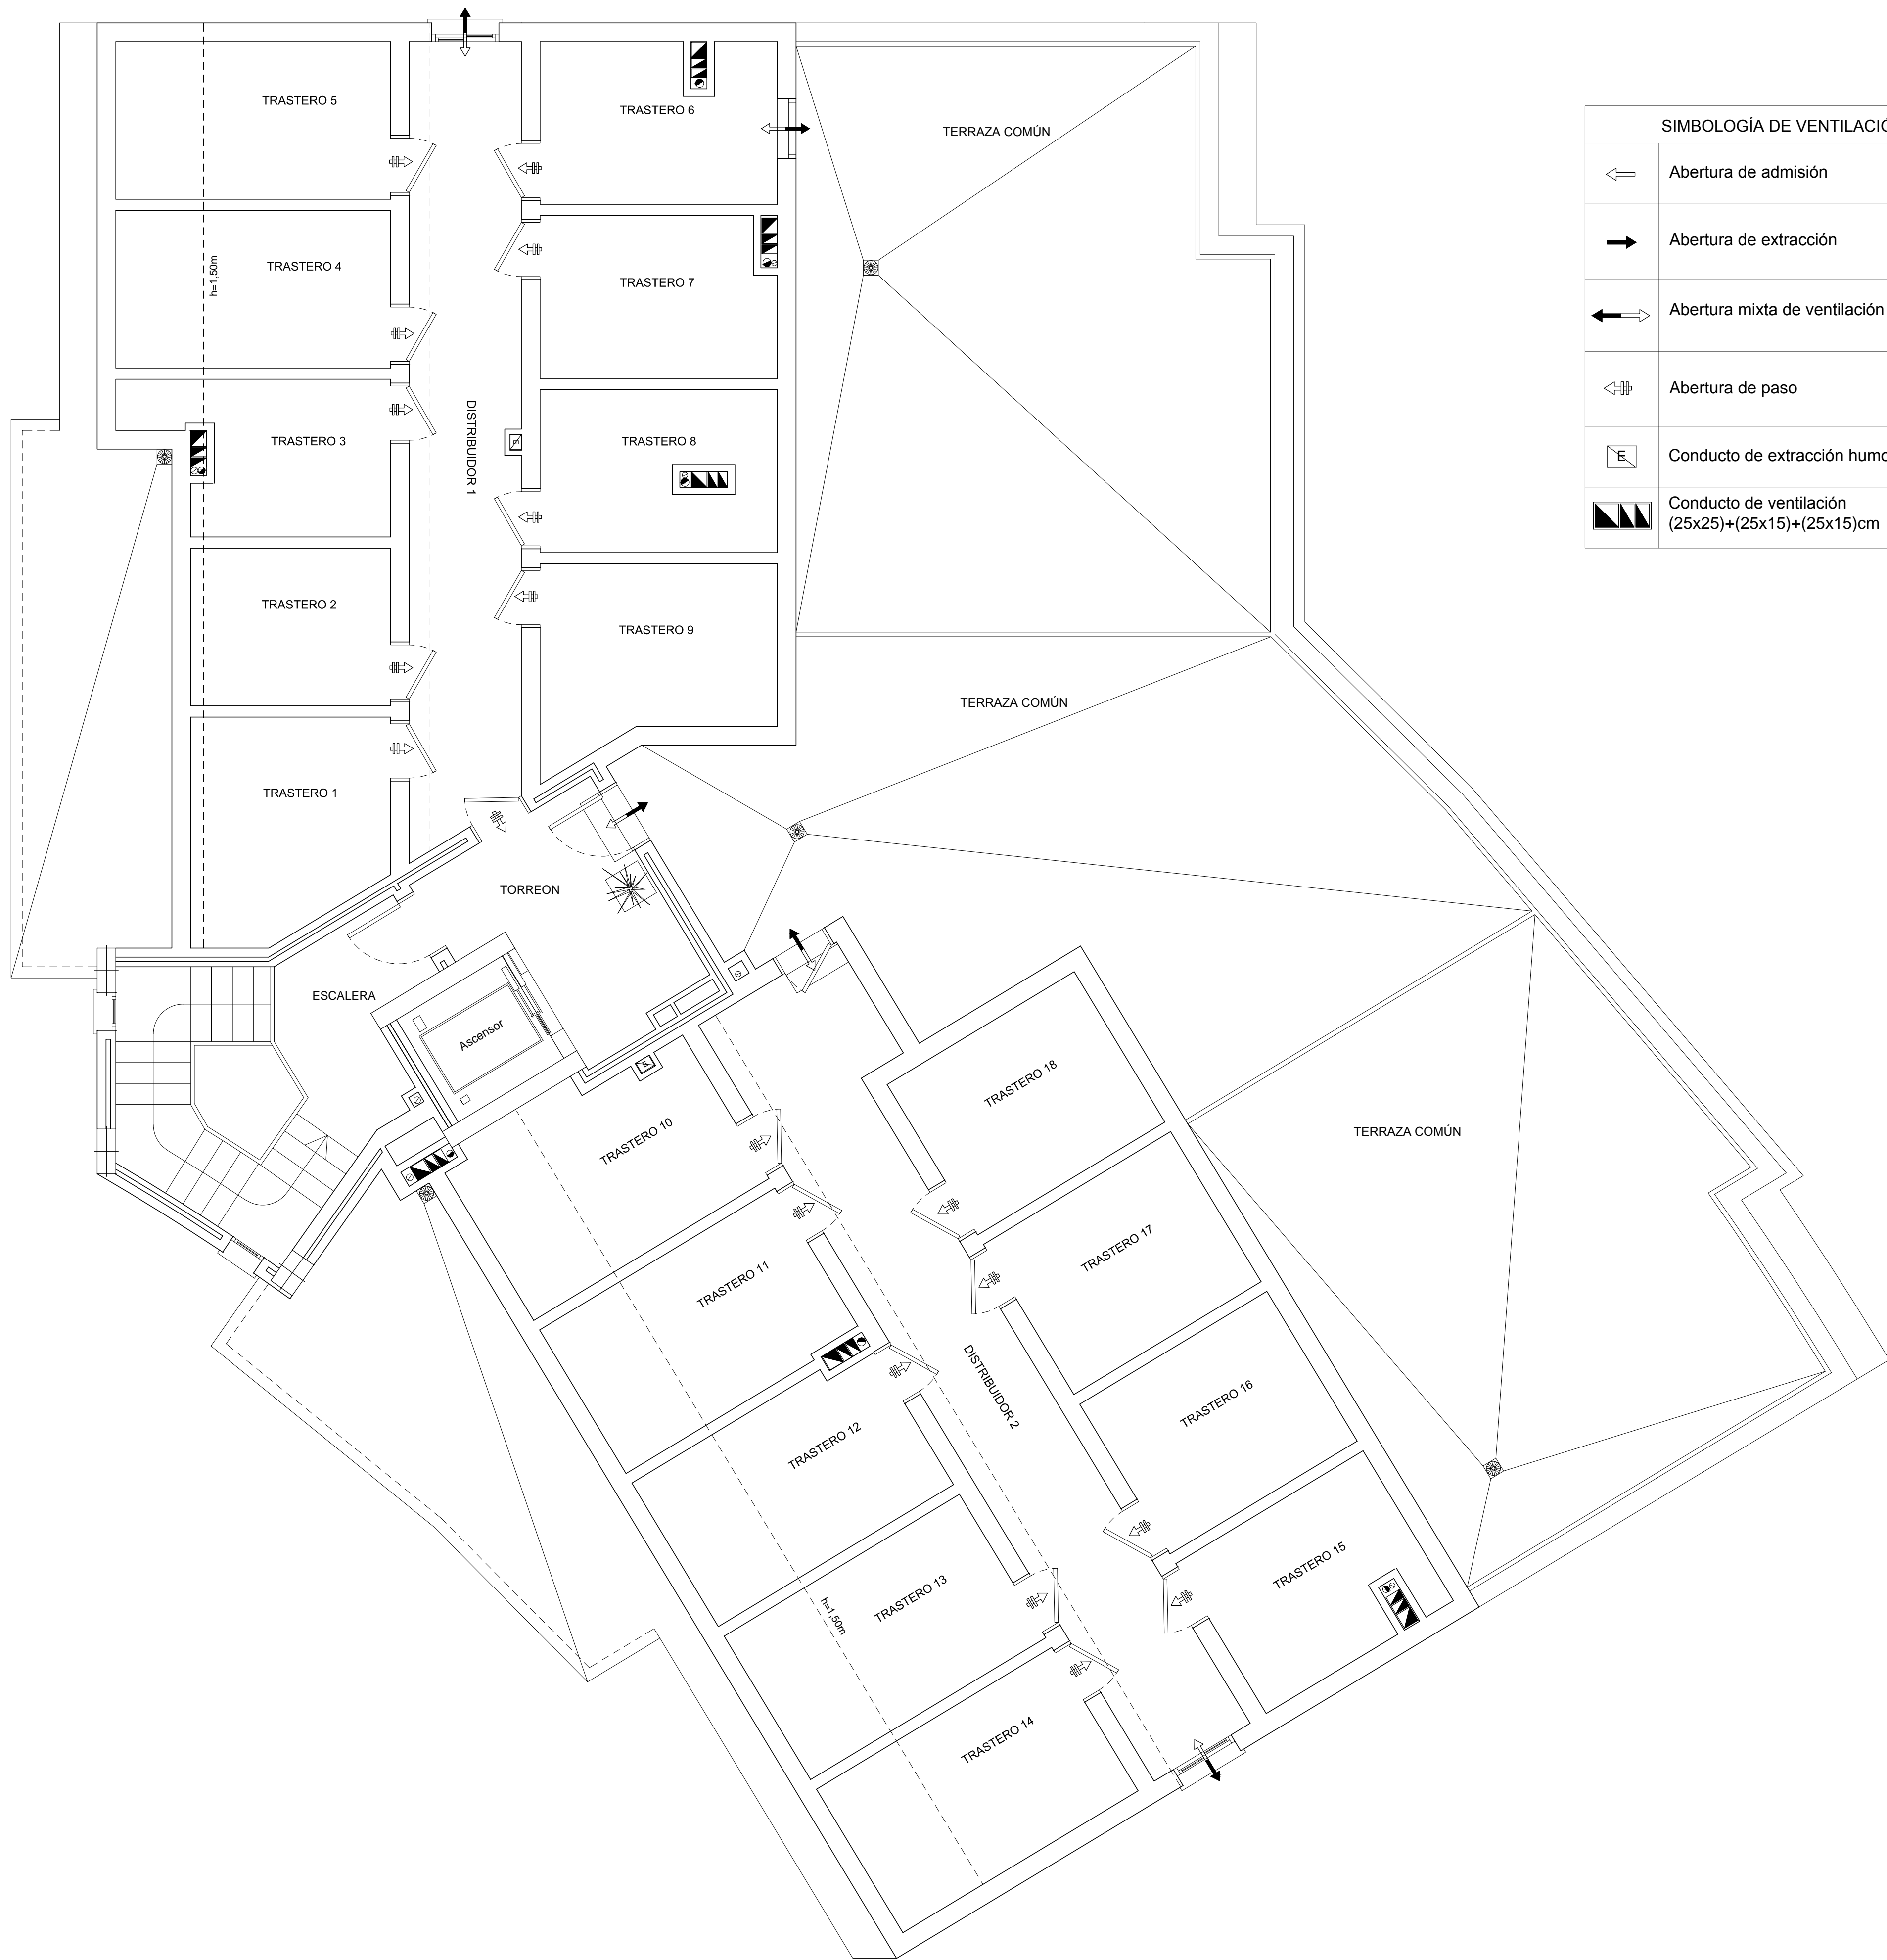 TRASTERO 5
TRASTERO 6
TERRAZA COMÚN
TRASTERO 4
h=1,50m
TRASTERO 7
DISTRIBUIDOR 1
TRASTERO 3
E
TRASTERO 8
TRASTERO 2
TRASTERO 9
TERRAZA COMÚN
TRASTERO 1
TORREON
ESCALERA
Ascensor
E
TRASTERO 10
TRASTERO 18
TERRAZA COMÚN
TRASTERO 11
TRASTERO 17
DISTRIBUIDOR 2
TRASTERO 12
TRASTERO 16
TRASTERO 13
h=1,50m
TRASTERO 15
TRASTERO 14
SIMBOLOGÍA DE VENTILACIÓ
Abertura de admisión
Abertura de extracción
Abertura mixta de ventilación
Abertura de paso
E
Conducto de extracción humo
Conducto de ventilación
(25x25)+(25x15)+(25x15)cm